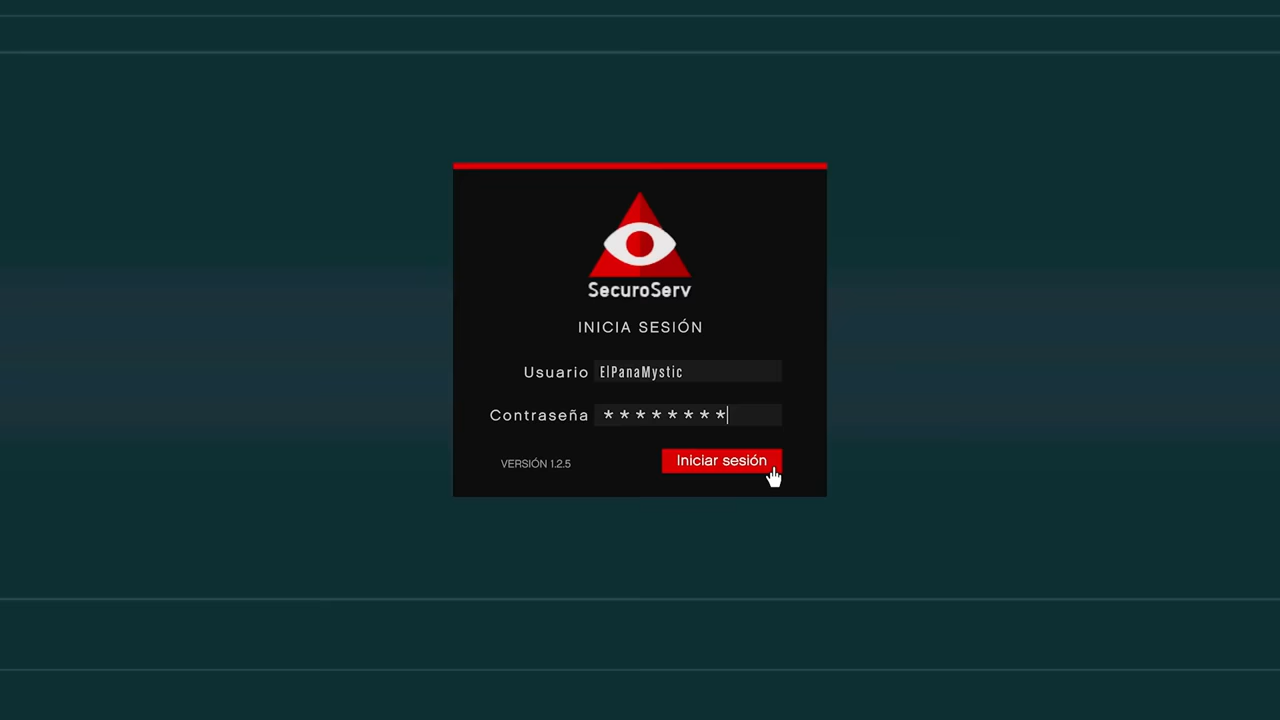 SecuroServ
INICIA SESIÓN
Usuario ElPanaMystic
Contraseña ********
VERSIÓN 1.2.5 Iniciar sesión